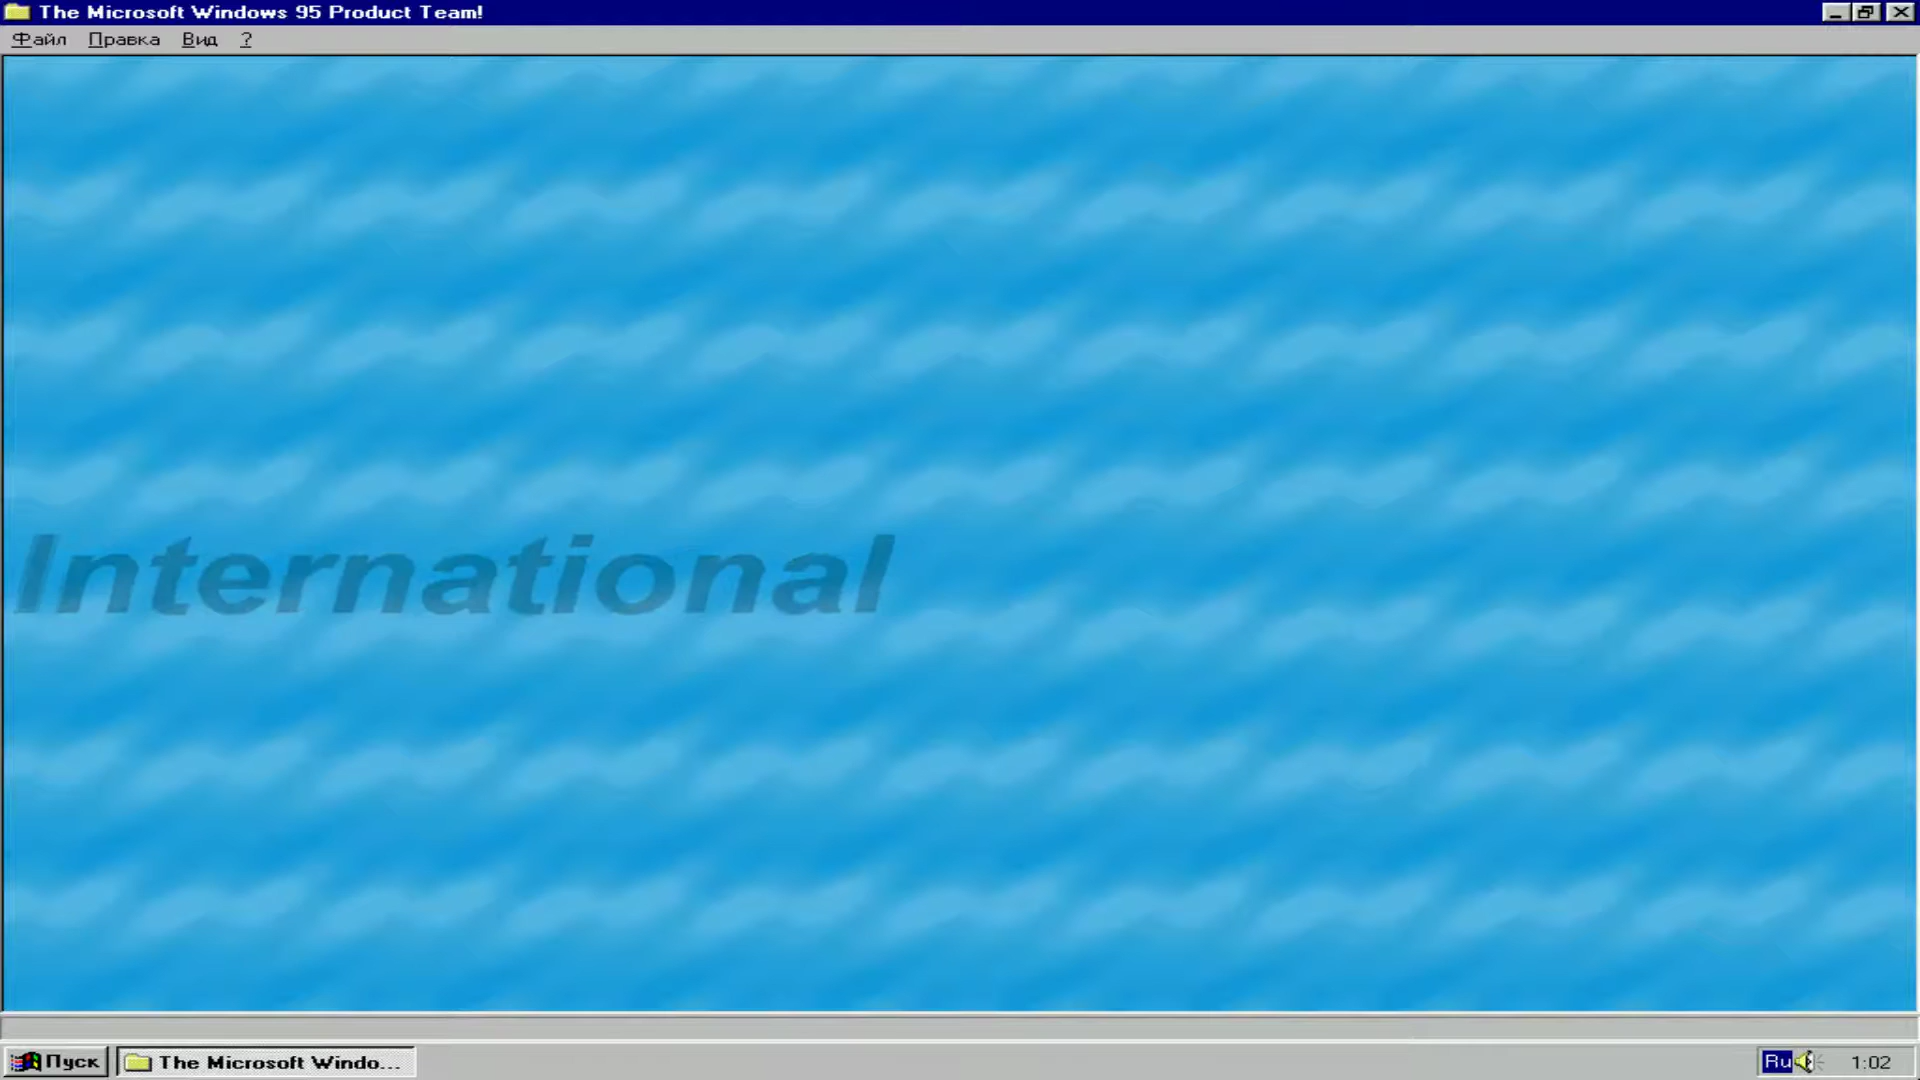 The Microsoft Windows 95 Product Team!
Файл Правка Вид ?
International
Пуск The Microsoft Windo... Ru 1:02